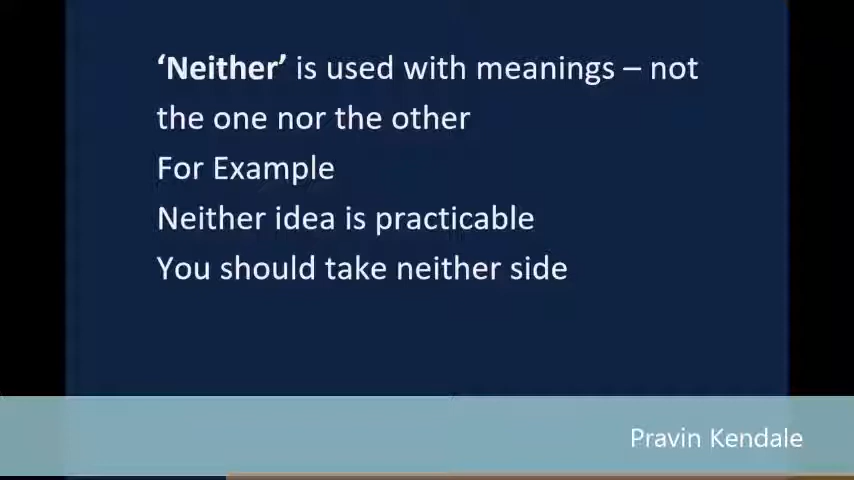 ‘Neither’ is used with meanings – not
the one nor the other
For Example
Neither idea is practicable
You should take neither side
Pravin Kendale